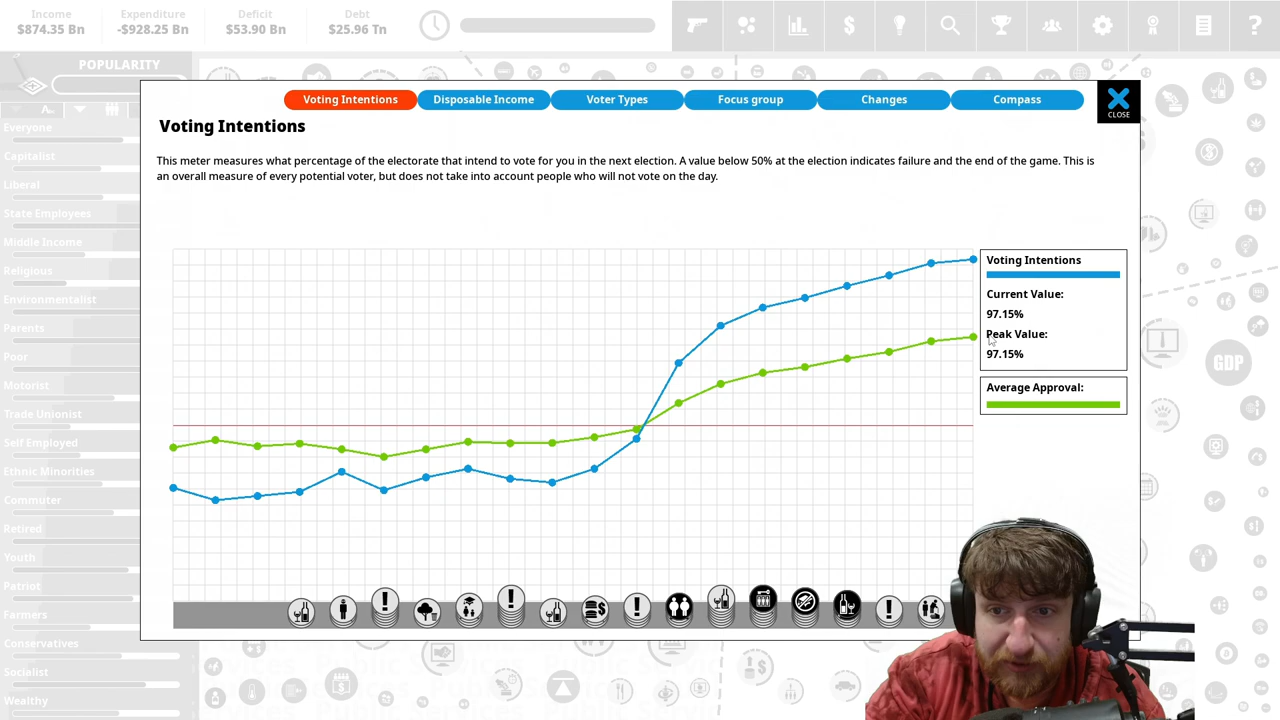 Income
Expenditure
Deficit
Debt
$874.35 Bn
-$928.25 Bn
$53.90 Bn
$25.96 Tn
POPULARITY
Voting Intentions
Disposable Income
Voter Types
Focus group
Changes
Compass
CLOSE
Voting Intentions
This meter measures what percentage of the electorate that intend to vote for you in the next election. A value below 50% at the election indicates failure and the end of the game. This is
an overall measure of every potential voter, but does not take into account people who will not vote on the day.
Everyone
Capitalist
Liberal
State Employees
Middle Income
Religious
Environmentalist
Parents
Poor
Motorist
Trade Unionist
Self Employed
Ethnic Minorities
Commuter
Retired
Youth
Patriot
Farmers
Conservatives
Socialist
Wealthy
Voting Intentions
Current Value:
97.15%
Peak Value:
97.15%
Average Approval:
GDP